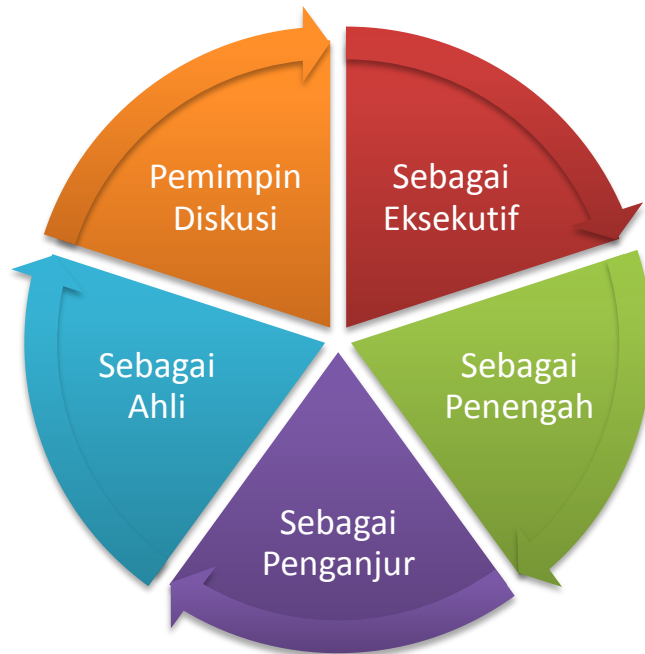 Pemimpin
Diskusi
Sebagai
Eksekutif
Sebagai
Penengah
Sebagai
Penganjur
Sebagai
Ahli